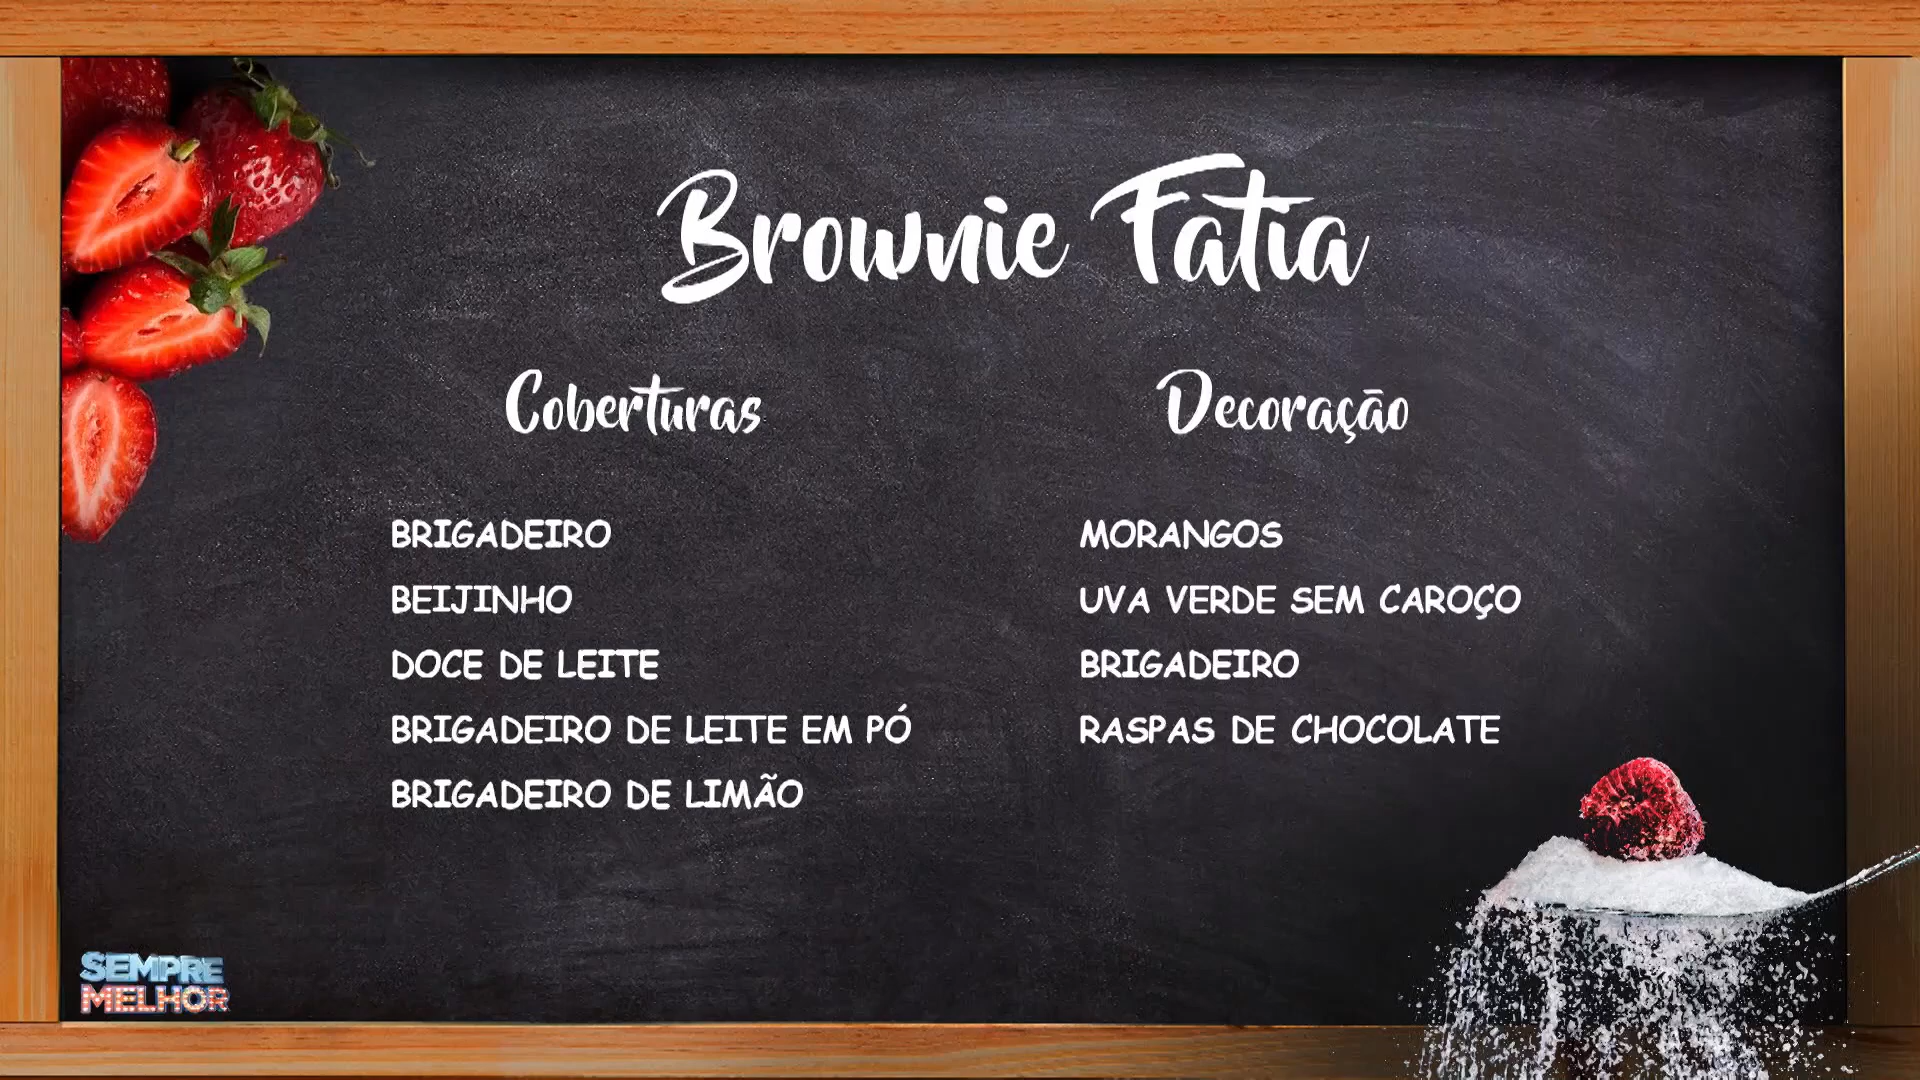 Brownie Fatia
Coberturas
BRIGADEIRO
BEIJINHO
DOCE DE LEITE
BRIGADEIRO DE LEITE EM PÓ
BRIGADEIRO DE LIMÃO
Decoração
MORANGOS
UVA VERDE SEM CAROÇO
BRIGADEIRO
RASPAS DE CHOCOLATE
SEMPRE
MELHOR